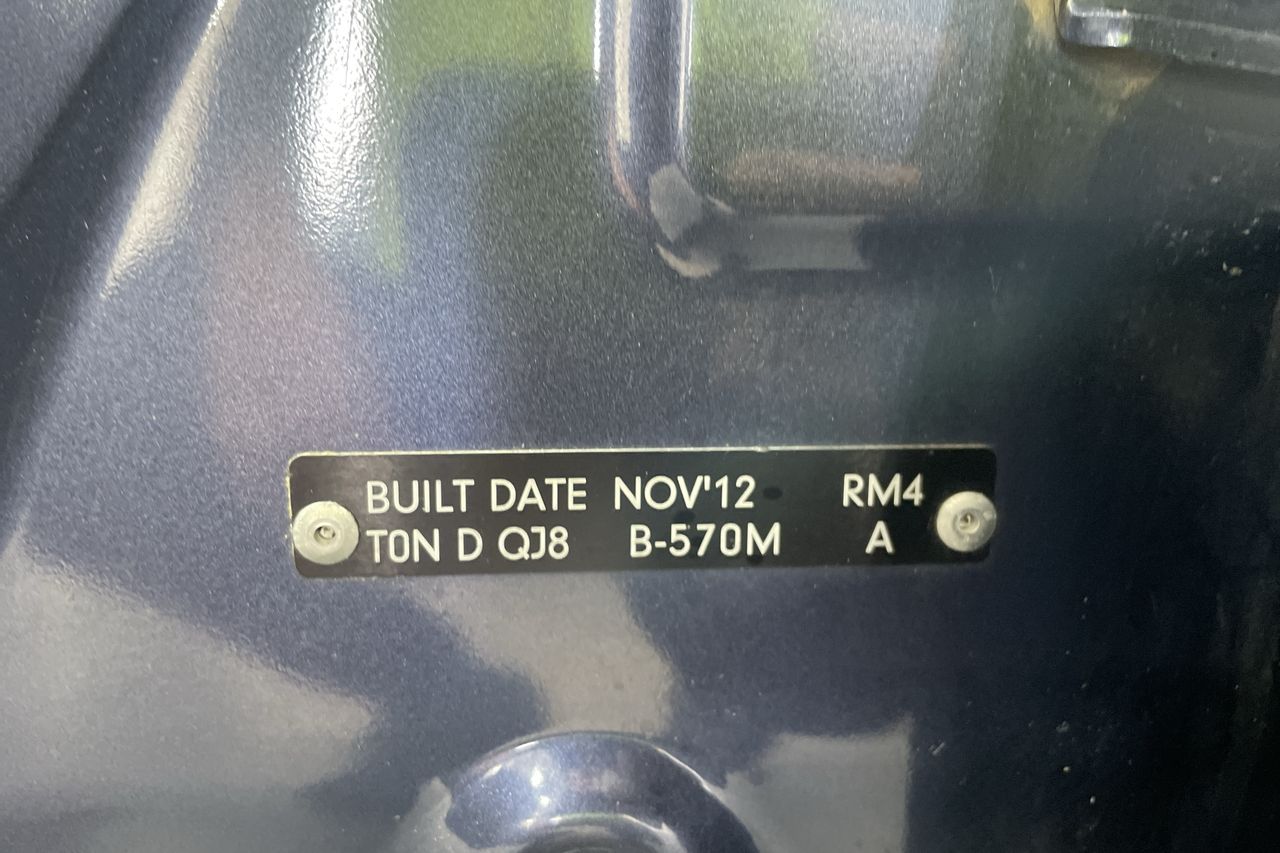 BUILT DATE NOV'12 RM4
T0N D QJ8 B-570M A